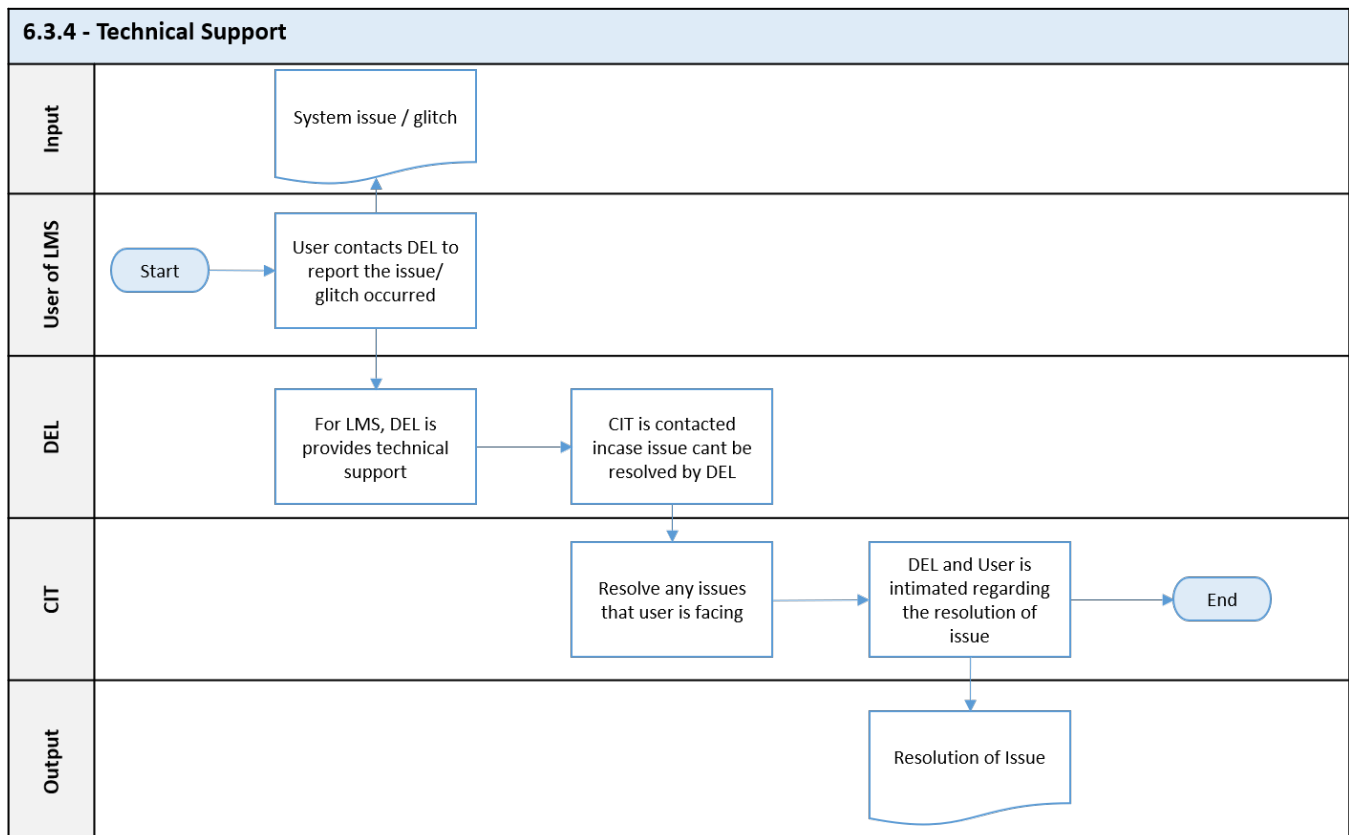 6.3.4 - Technical Support
Input
System issue / glitch
User of LMS
Start
User contacts DEL to
report the issue/
glitch occurred
DEL
For LMS, DEL is
provides technical
support
CIT is contacted
incase issue cant be
resolved by DEL
CIT
Resolve any issues
that user is facing
DEL and User is
intimated regarding
the resolution of
issue
End
Output
Resolution of Issue